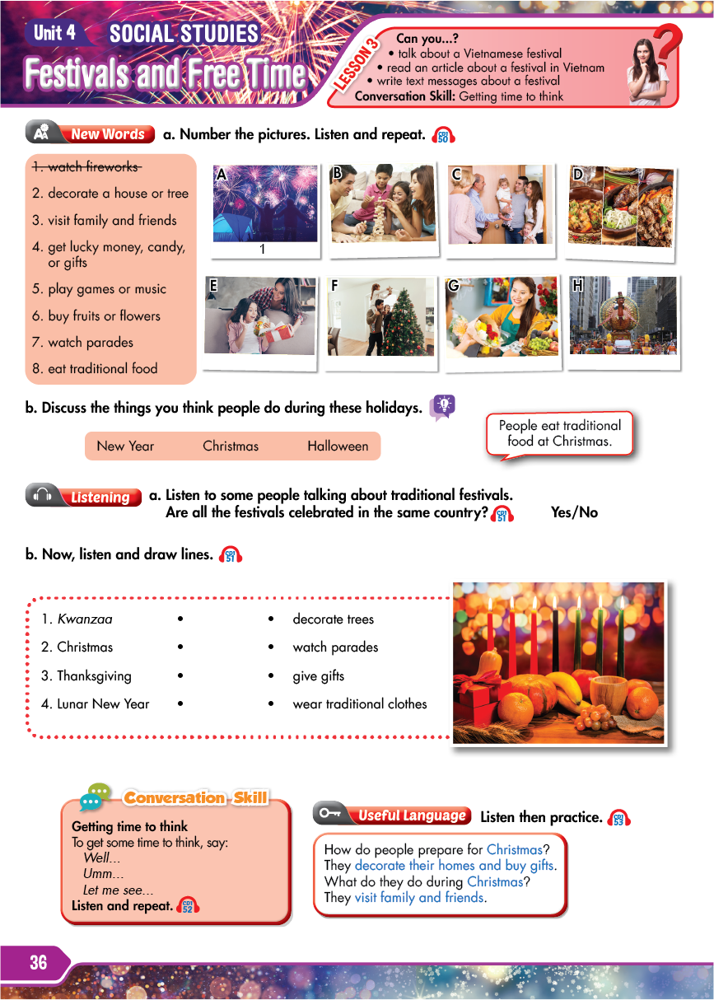 Unit 4
SOCIAL STUDIES
Festivals and Free Time
LESSON 3
Can you...?
• talk about a Vietnamese festival
• read an article about a festival in Vietnam
• write text messages about a festival
Conversation Skill: Getting time to think
?
New Words
a. Number the pictures. Listen and repeat. CD1 50
1. watch fireworks
2. decorate a house or tree
3. visit family and friends
4. get lucky money, candy,
or gifts
5. play games or music
6. buy fruits or flowers
7. watch parades
8. eat traditional food
A
B
C
D
1
E
F
G
H
b. Discuss the things you think people do during these holidays.
New Year Christmas Halloween
People eat traditional
food at Christmas.
Listening
a. Listen to some people talking about traditional festivals.
Are all the festivals celebrated in the same country? CD1 51 Yes/No
b. Now, listen and draw lines. CD1 51
1. Kwanzaa • • decorate trees
2. Christmas • • watch parades
3. Thanksgiving • • give gifts
4. Lunar New Year • • wear traditional clothes
Conversation Skill
Getting time to think
To get some time to think, say:
Well...
Umm...
Let me see...
Listen and repeat. CD1 52
Useful Language
Listen then practice. CD1 53
How do people prepare for Christmas?
They decorate their homes and buy gifts.
What do they do during Christmas?
They visit family and friends.
36